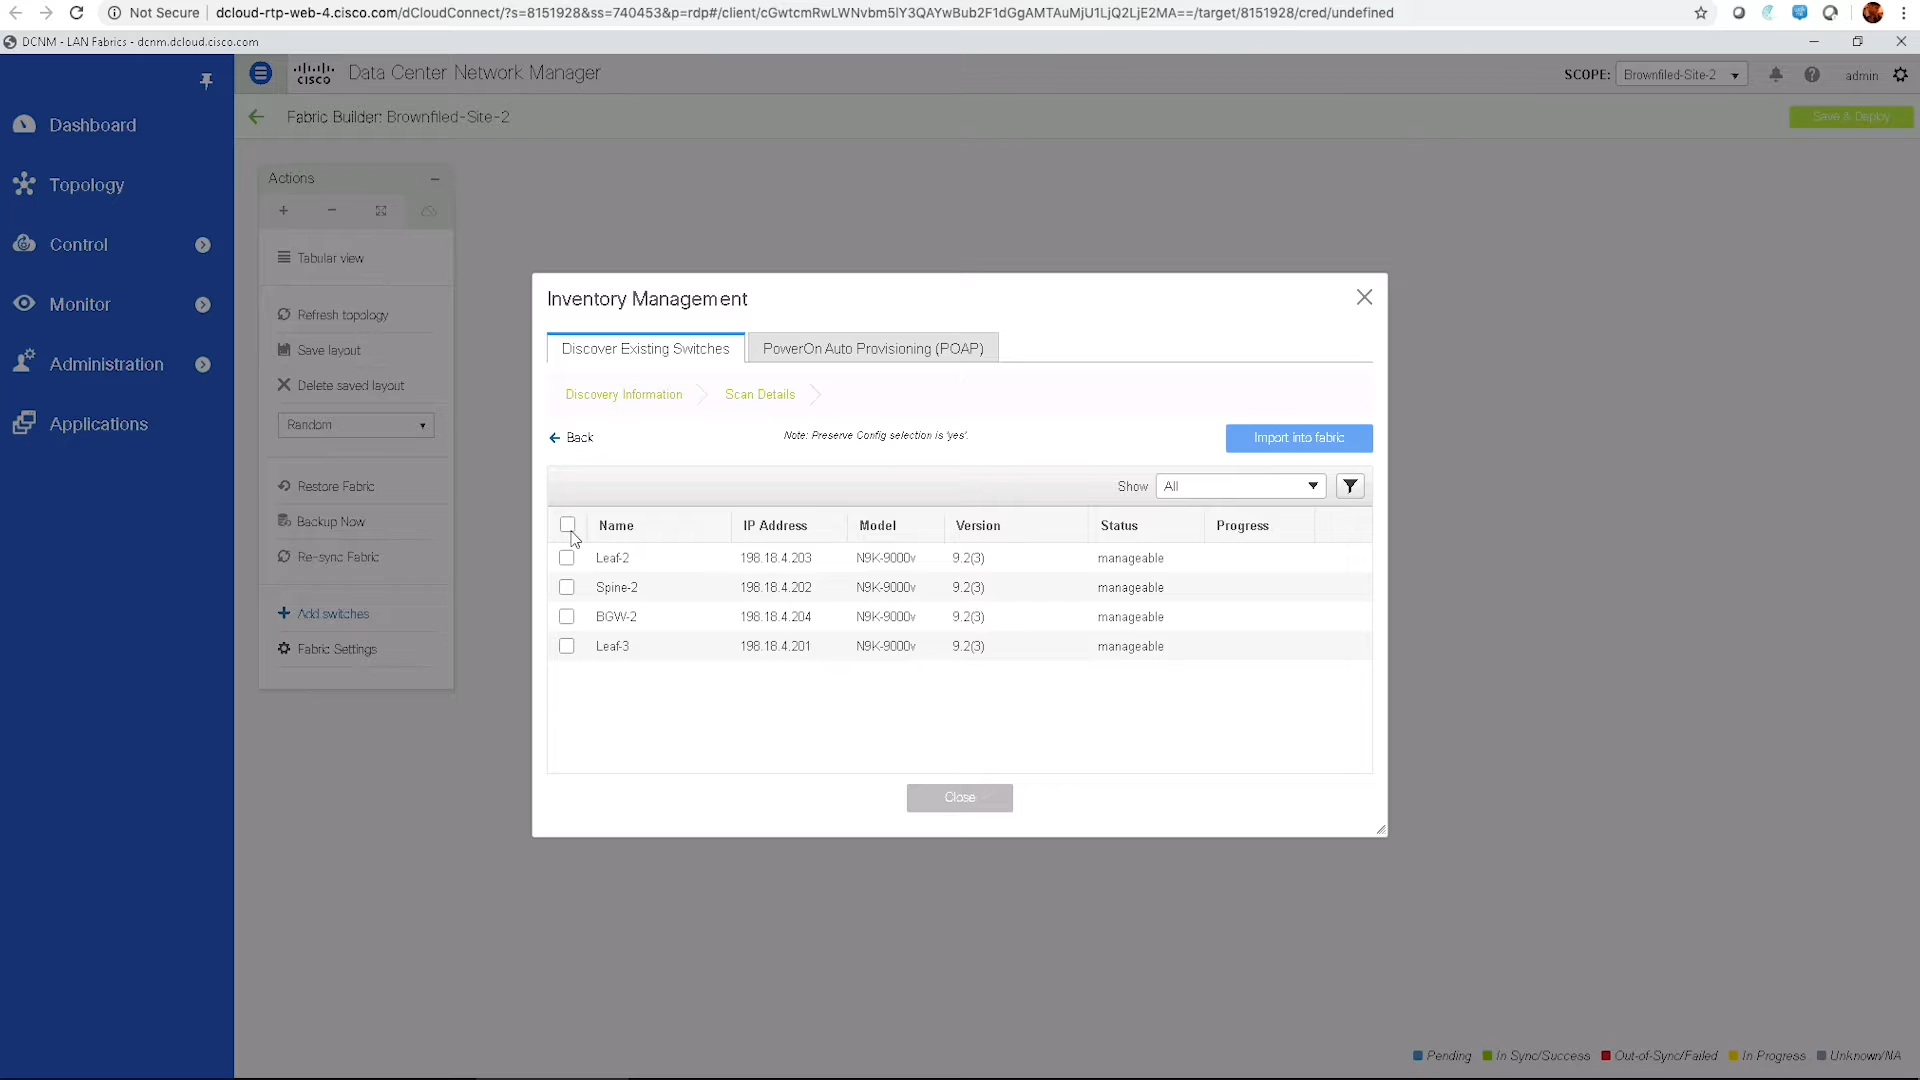 Not Secure
dcloud-rtp-web-4.cisco.com/dCloudConnect/?s=8151928&ss=740453&p=rdp#/client/cGwtcmRwLWNvbm5lY3QAYwBub2F1dGgAMTAuMjU1LjQ2LjE2MA==/target/8151928/cred/undefined
DCNM - LAN Fabrics - dcnm.dcloud.cisco.com
cisco
Data Center Network Manager
SCOPE:
Brownfiled-Site-2
admin
Fabric Builder: Brownfiled-Site-2
Save & Deploy
Dashboard
Topology
Control
Monitor
Administration
Applications
Actions
Tabular view
Refresh topology
Save layout
Delete saved layout
Random
Restore Fabric
Backup Now
Re-sync Fabric
Add switches
Fabric Settings
Inventory Management
Discover Existing Switches
PowerOn Auto Provisioning (POAP)
Discovery Information
Scan Details
Back
Note: Preserve Config selection is 'yes'.
Import into fabric
Show
All
Name IP Address Model Version Status Progress
Leaf-2 198.18.4.203 N9K-9000v 9.2(3) manageable
Spine-2 198.18.4.202 N9K-9000v 9.2(3) manageable
BGW-2 198.18.4.204 N9K-9000v 9.2(3) manageable
Leaf-3 198.18.4.201 N9K-9000v 9.2(3) manageable
Close
Pending In Sync/Success Out-of-Sync/Failed In Progress Unknown/NA